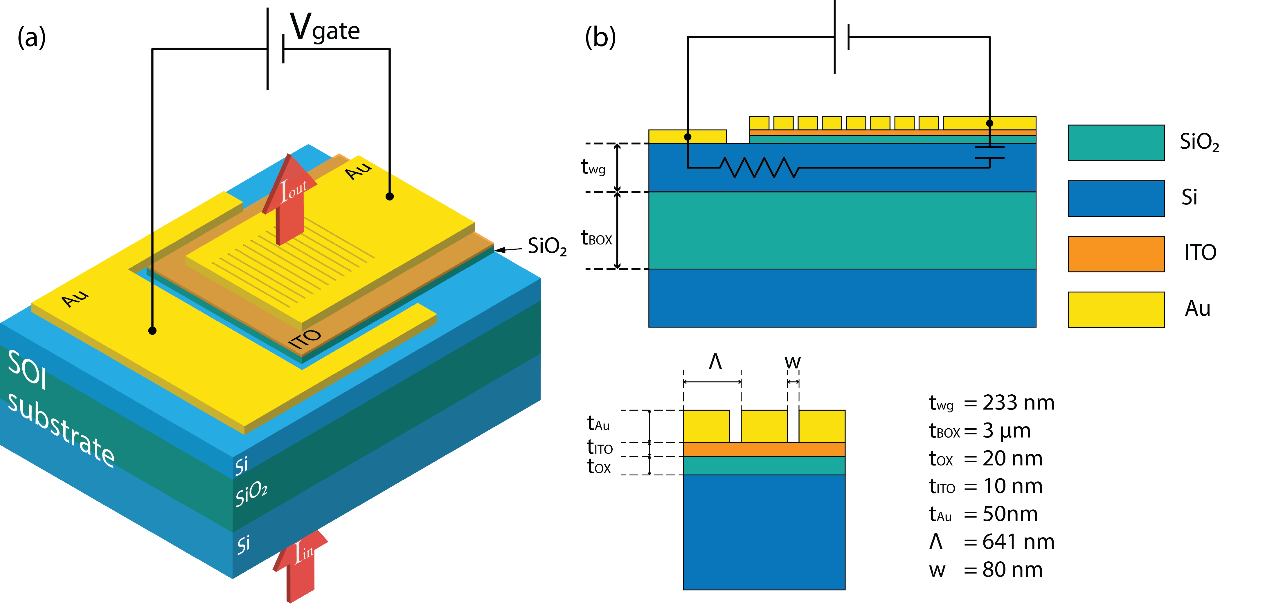 (a)
Vgate
Iout
Au
SiO₂
Au
ITO
SOI
substrate
Si
SiO₂
Si
Iin
(b)
twg
tBOX
SiO₂
Si
ITO
Au
Λ
w
tAu
tITO
tOX
twg = 233 nm
tBOX = 3 µm
tOX = 20 nm
tITO = 10 nm
tAu = 50nm
Λ = 641 nm
w = 80 nm